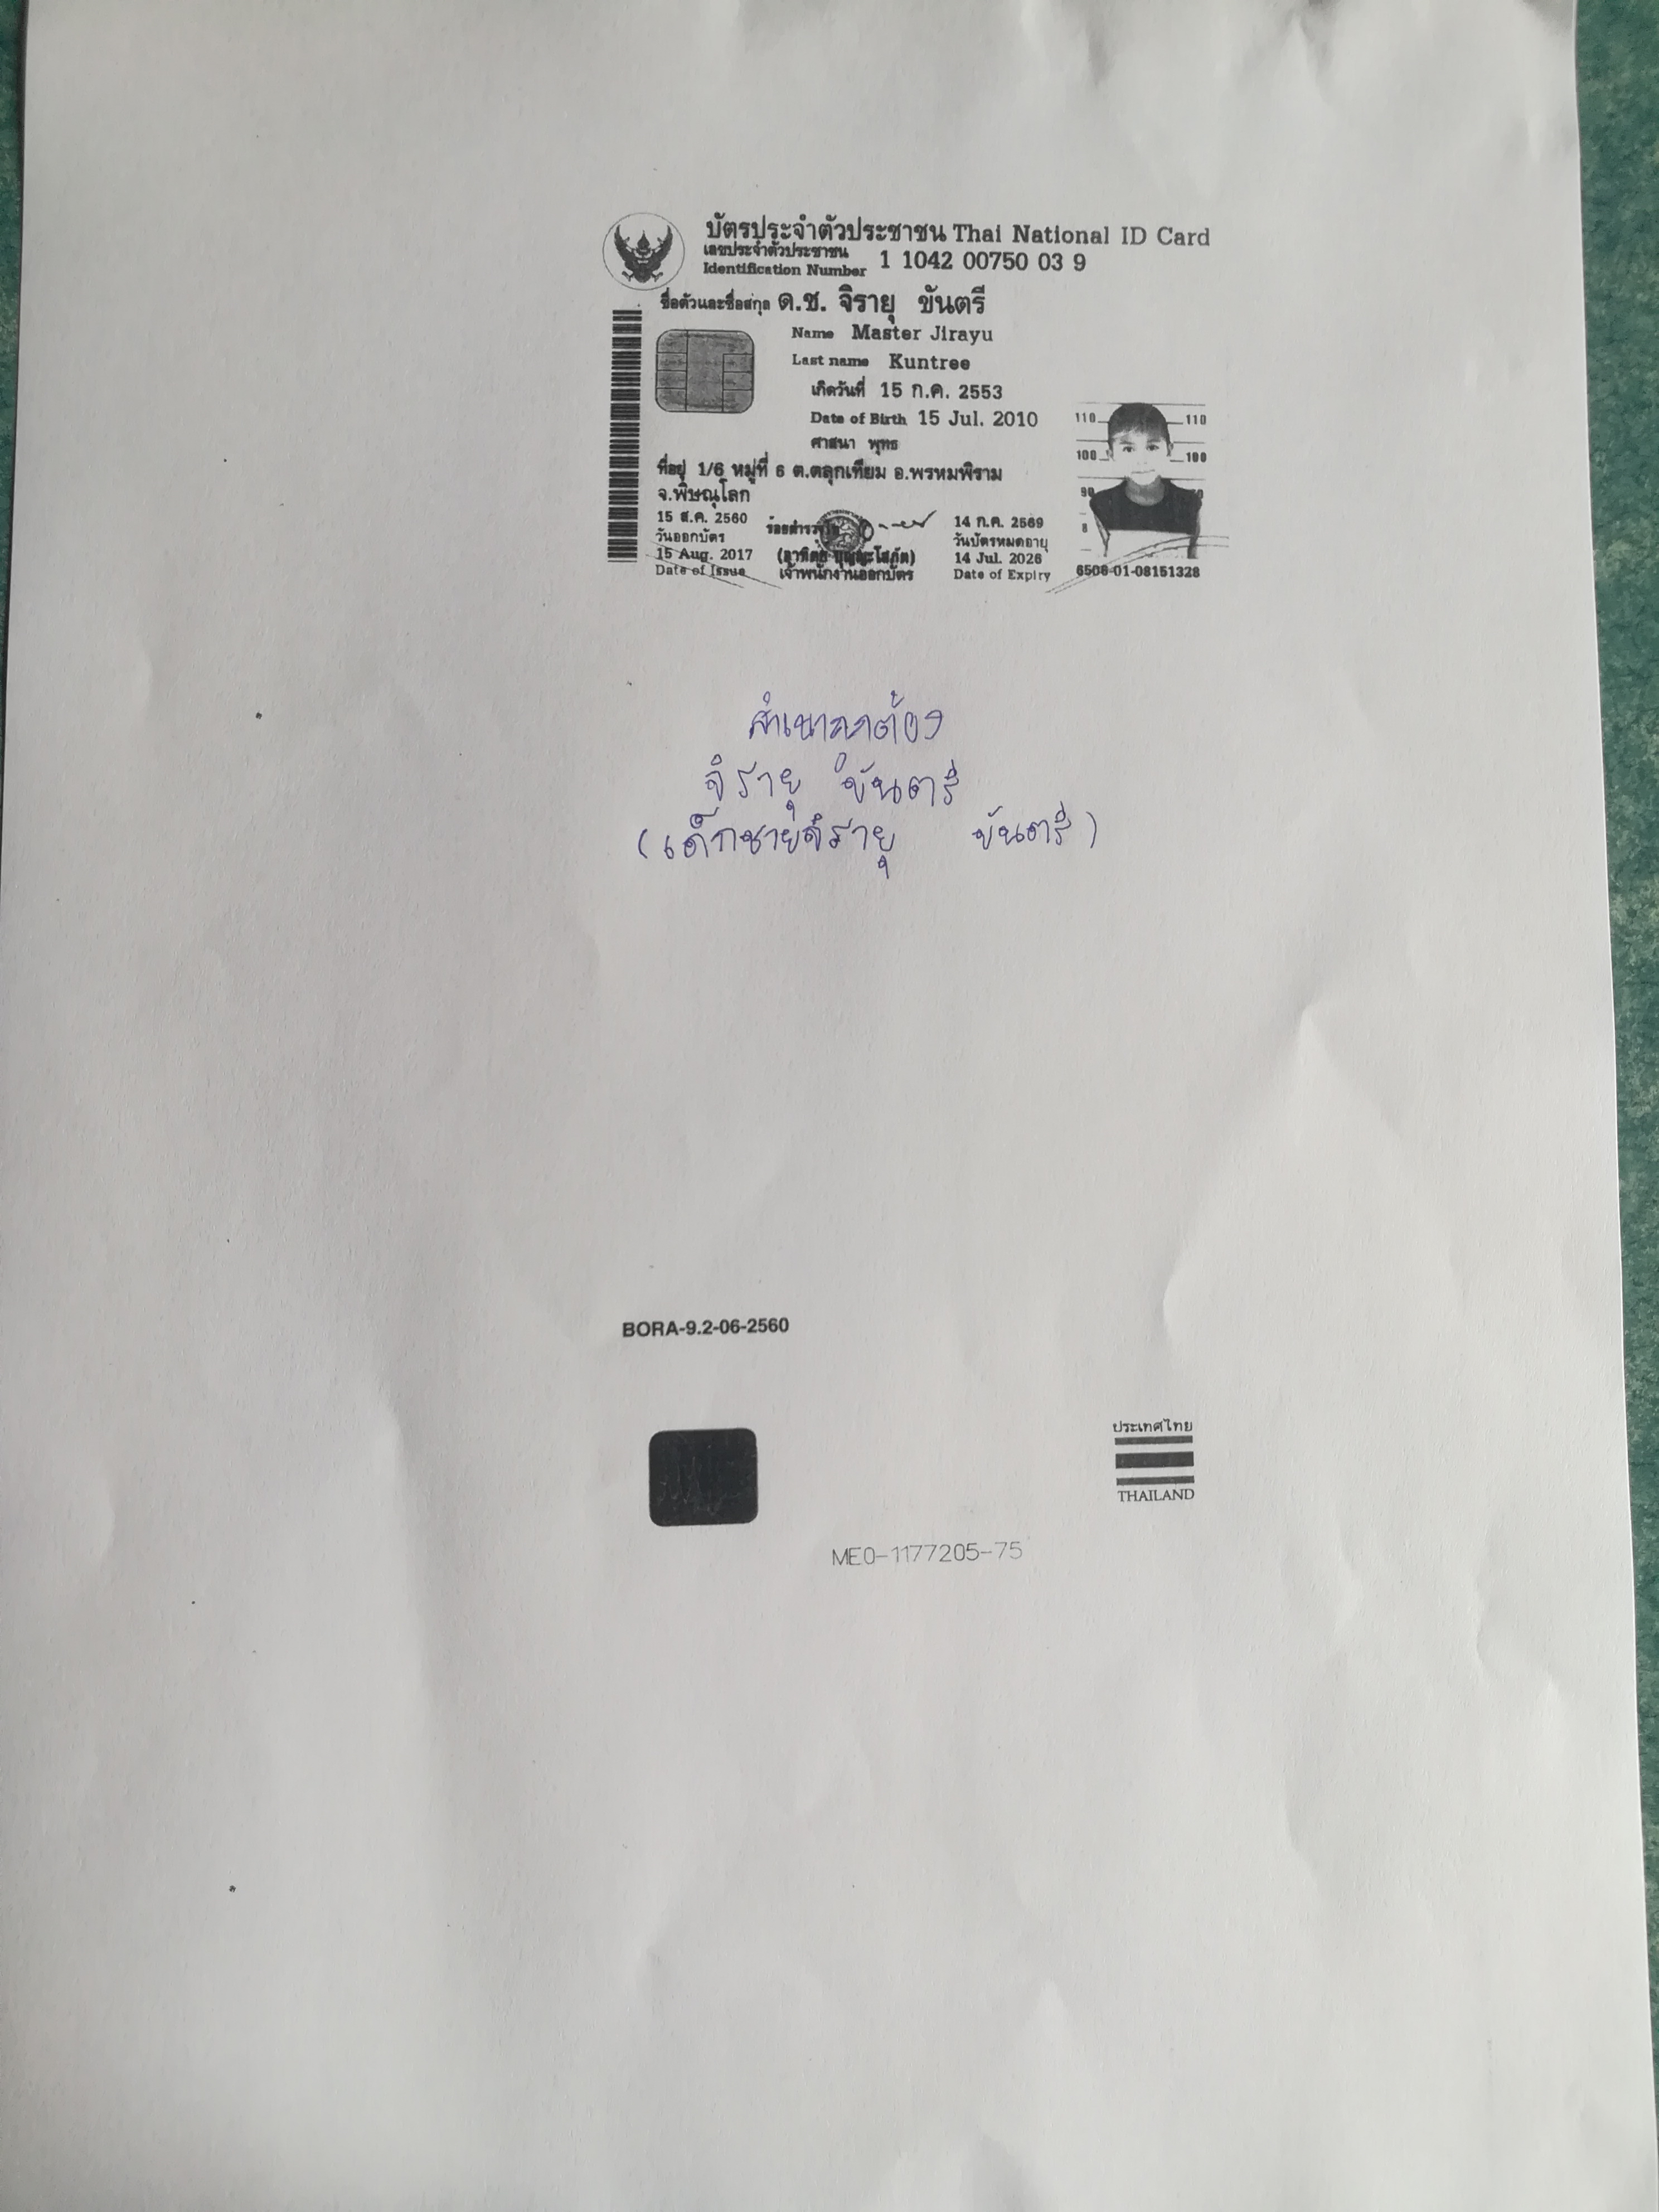 บัตรประจำตัวประชาชน Thai National ID Card
เลขประจำตัวประชาชน
Identification Number 1 1042 00750 03 9
ชื่อตัวและชื่อสกุล ด.ช. จิรายุ ขันตรี
Name Master Jirayu
Last name Kuntree
เกิดวันที่ 15 ก.ค. 2553
Date of Birth 15 Jul. 2010
ศาสนา พุทธ
ที่อยู่ 1/6 หมู่ที่ 6 ต.ตลุกเทียม อ.พรหมพิราม
จ.พิษณุโลก
15 ส.ค. 2560
วันออกบัตร
15 Aug. 2017
Date of Issue
เจ้าพนักงานออกบัตร
14 ก.ค. 2569
วันบัตรหมดอายุ
14 Jul. 2026
Date of Expiry
110 110
100 100
90
6506-01-08151328
สำเนาถูกต้อง
จิรายุ ขันตรี
(เด็กชายจิรายุ ขันตรี)
BORA-9.2-06-2560
ประเทศไทย
THAILAND
ME0-1177205-75